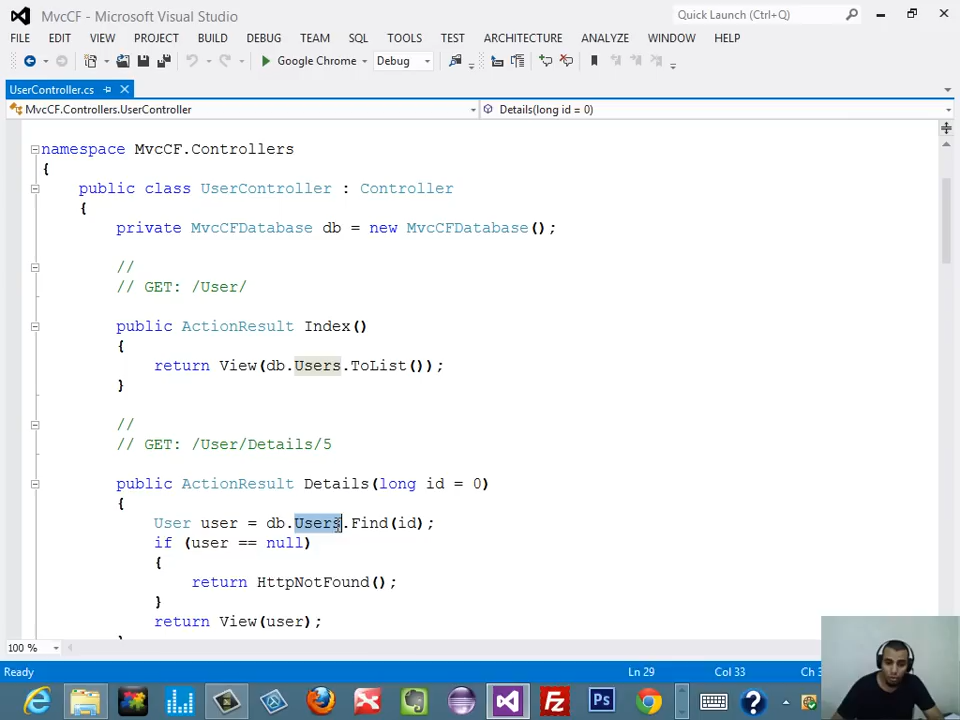 MvcCF - Microsoft Visual Studio
Quick Launch (Ctrl+Q)
FILE EDIT VIEW PROJECT BUILD DEBUG TEAM SQL TOOLS TEST ARCHITECTURE ANALYZE WINDOW HELP
Google Chrome Debug
UserController.cs
MvcCF.Controllers.UserController Details(long id = 0)
namespace MvcCF.Controllers
{
public class UserController : Controller
{
private MvcCFDatabase db = new MvcCFDatabase();
//
// GET: /User/
public ActionResult Index()
{
return View(db.Users.ToList());
}
//
// GET: /User/Details/5
public ActionResult Details(long id = 0)
{
User user = db.Users.Find(id);
if (user == null)
{
return HttpNotFound();
}
return View(user);
100 %
Ready Ln 29 Col 33 Ch 3
Fz Ps ?